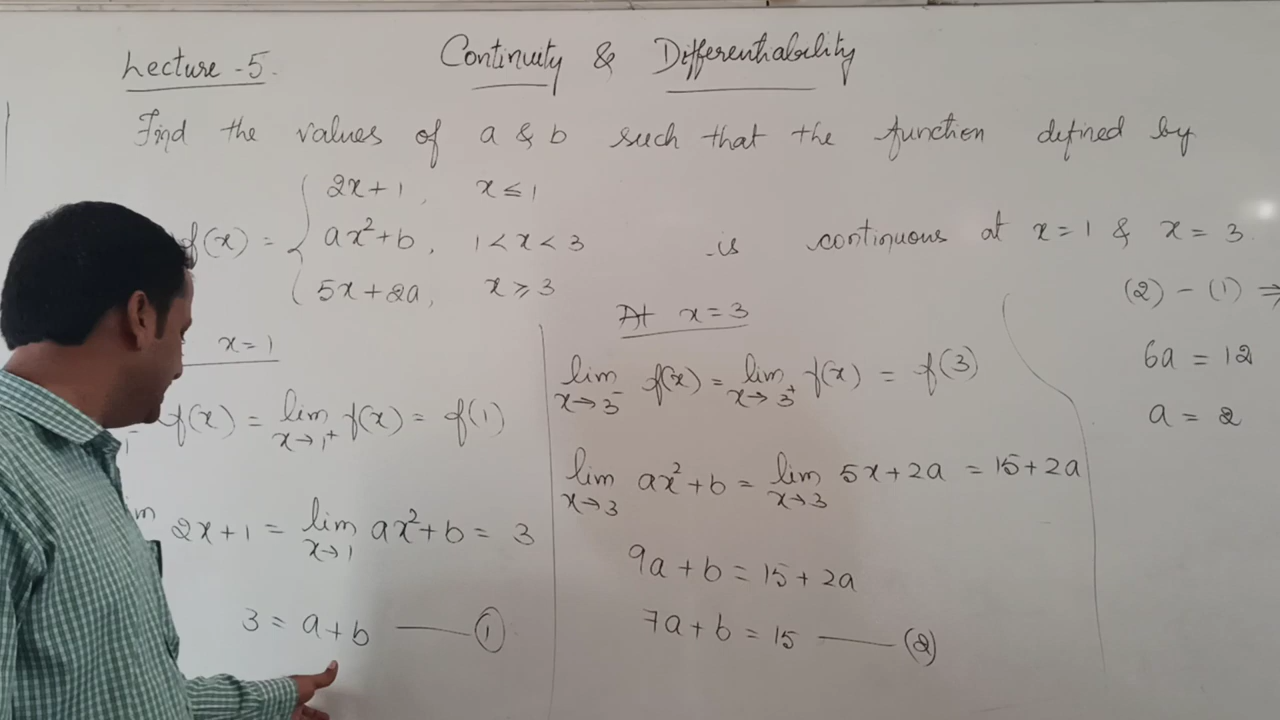 Lecture - 5.
Continuity & Differentiability
Find the values of a & b such that the function defined by
f(x) = { 2x+1, x ≤ 1
ax²+b, 1 < x < 3
5x+2a, x ⩾ 3
is continuous at x=1 & x=3.
x=1
f(x) = lim x→1⁺ f(x) = f(1)
2x+1 = lim x→1 ax²+b = 3
3 = a+b —— ①
At x=3
lim x→3⁻ f(x) = lim x→3⁺ f(x) = f(3)
lim x→3 ax²+b = lim x→3 5x+2a = 15+2a
9a+b = 15+2a
7a+b = 15 —— (2)
(2) - (1) ⇒
6a = 12
a = 2